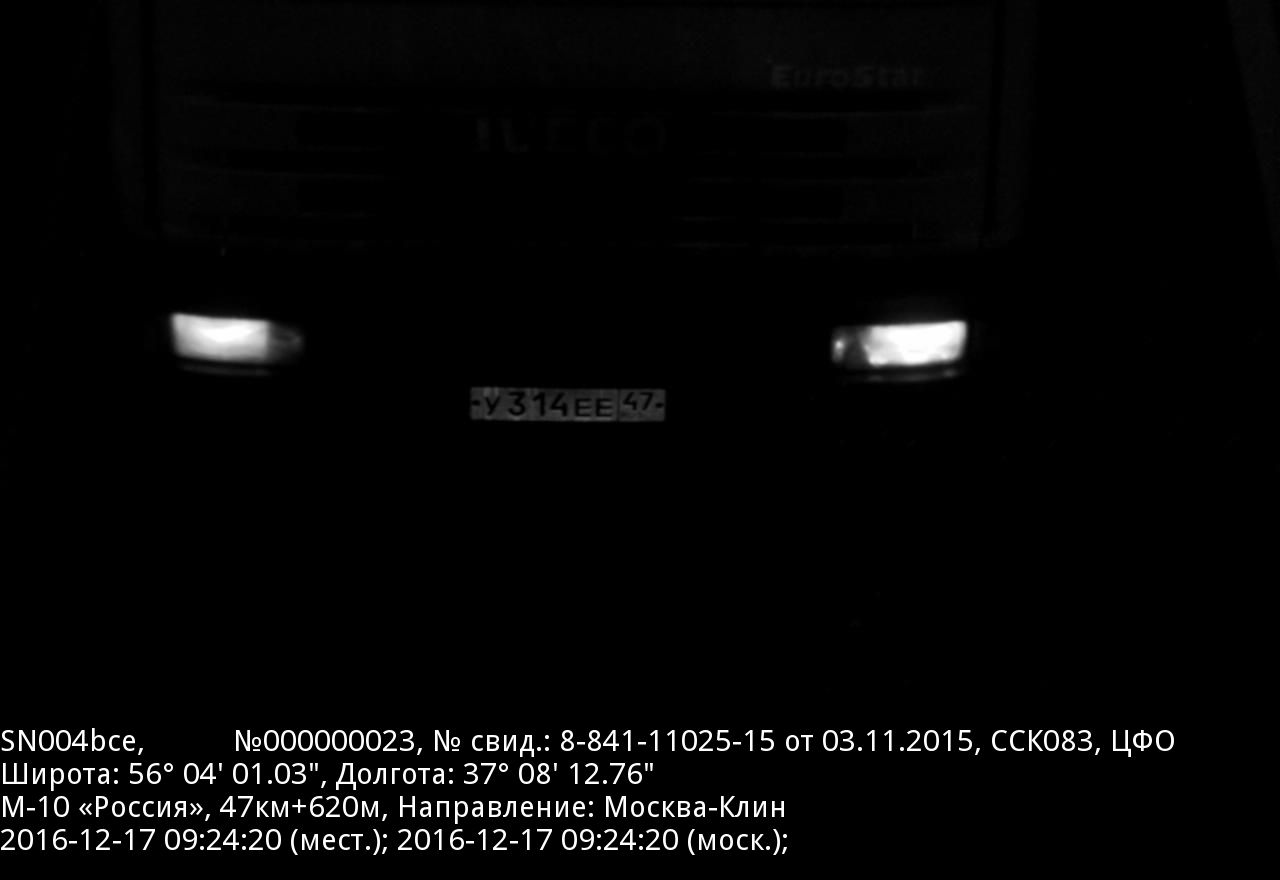 EuroStar
IVECO
У314ЕЕ 47
SN004bce, №000000023, № свид.: 8-841-11025-15 от 03.11.2015, ССК083, ЦФО
Широта: 56° 04' 01.03", Долгота: 37° 08' 12.76"
М-10 «Россия», 47км+620м, Направление: Москва-Клин
2016-12-17 09:24:20 (мест.); 2016-12-17 09:24:20 (моск.);